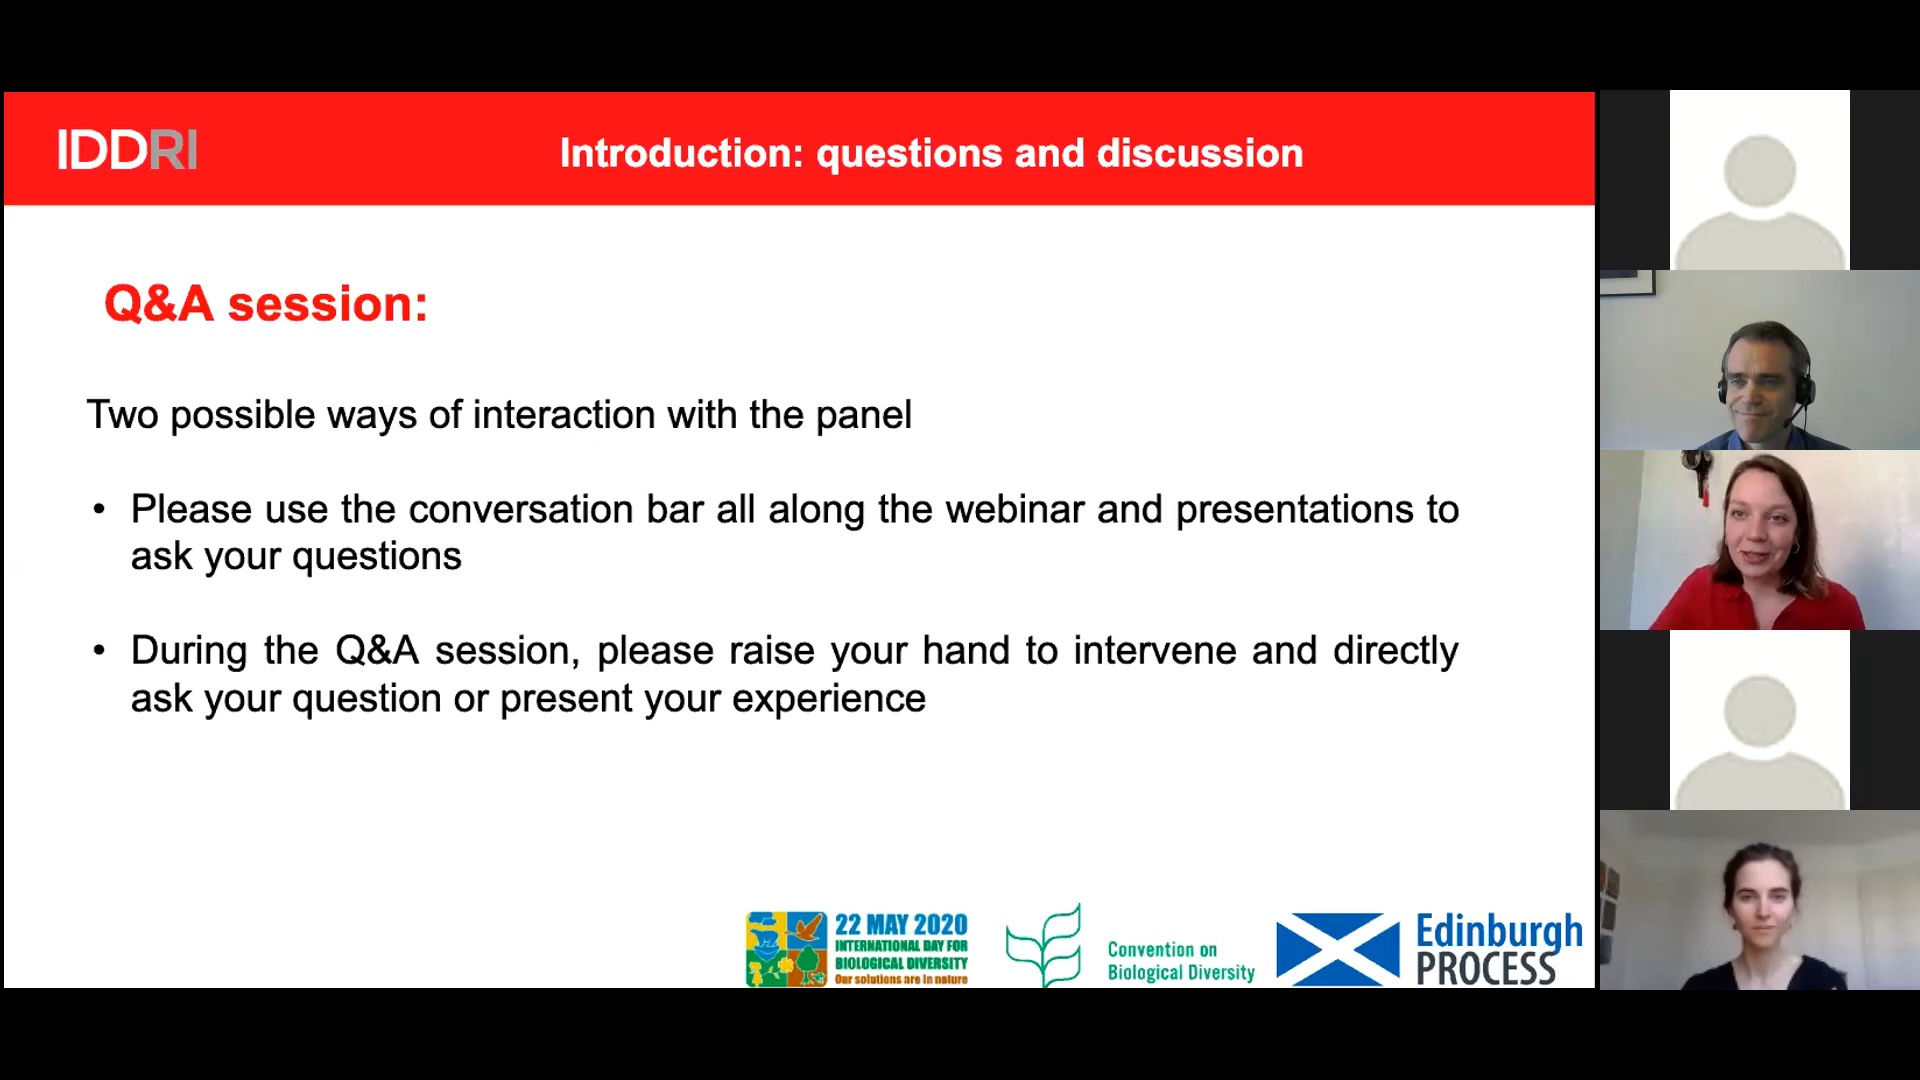 IDDRI
Introduction: questions and discussion
Q&A session:
Two possible ways of interaction with the panel
• Please use the conversation bar all along the webinar and presentations to
ask your questions
• During the Q&A session, please raise your hand to intervene and directly
ask your question or present your experience
22 MAY 2020
INTERNATIONAL DAY FOR
BIOLOGICAL DIVERSITY
Our solutions are in nature
Convention on
Biological Diversity
Edinburgh
PROCESS